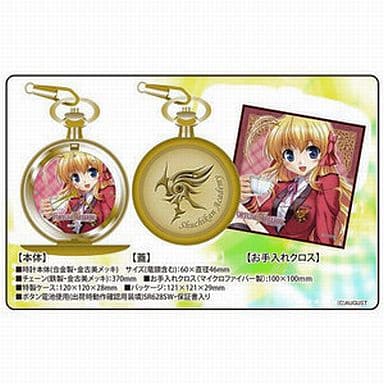 Shuchikan Academy
【本体】 【蓋】 【お手入れクロス】
■時計本体(合金製・金古美メッキ) サイズ(竜頭含む):60×直径46mm
■チェーン(鉄製・金古美メッキ):370mm ■お手入れクロス(マイクロファイバー製):100×100mm
■特製ケース:120×120×28mm ■パッケージ:121×121×29mm
■ボタン電池使用(出荷時動作確認用装填)SR628SW・保証書入り
(C)AUGUST